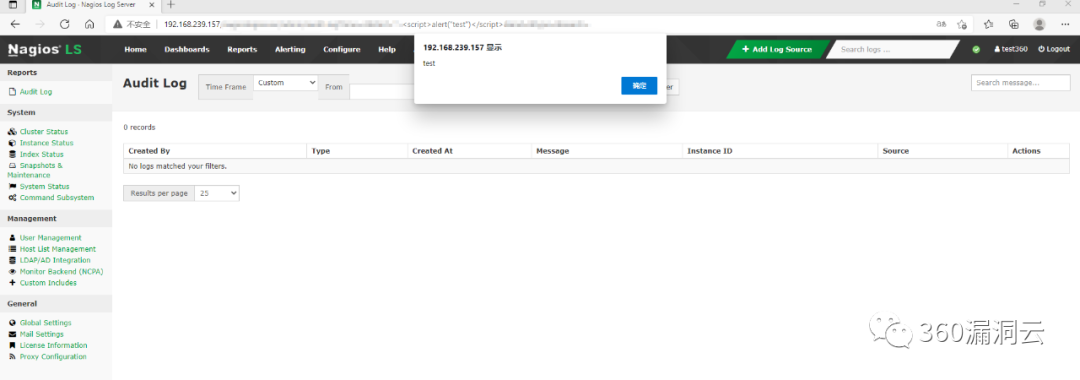 Audit Log - Nagios Log Server
不安全 192.168.239.157 <script>alert("test")</script>
Nagios® LS Home Dashboards Reports Alerting Configure Help
192.168.239.157 显示
test
确定
+ Add Log Source
Search logs ...
test360
Logout
Reports
Audit Log
System
Cluster Status
Instance Status
Index Status
Snapshots &
Maintenance
System Status
Command Subsystem
Management
User Management
Host List Management
LDAP/AD Integration
Monitor Backend (NCPA)
Custom Includes
General
Global Settings
Mail Settings
License Information
Proxy Configuration
Audit Log
Time Frame Custom From
Search message...
0 records
Created By Type Created At Message Instance ID Source Actions
No logs matched your filters.
Results per page 25
360漏洞云